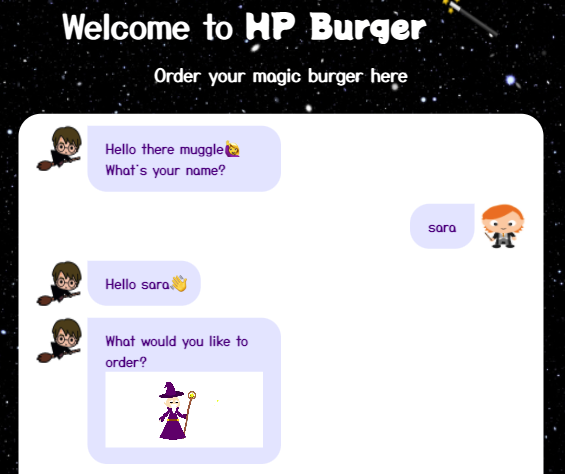 Welcome to HP Burger
Order your magic burger here
Hello there muggle🙋
What's your name?
sara
Hello sara👋
What would you like to
order?